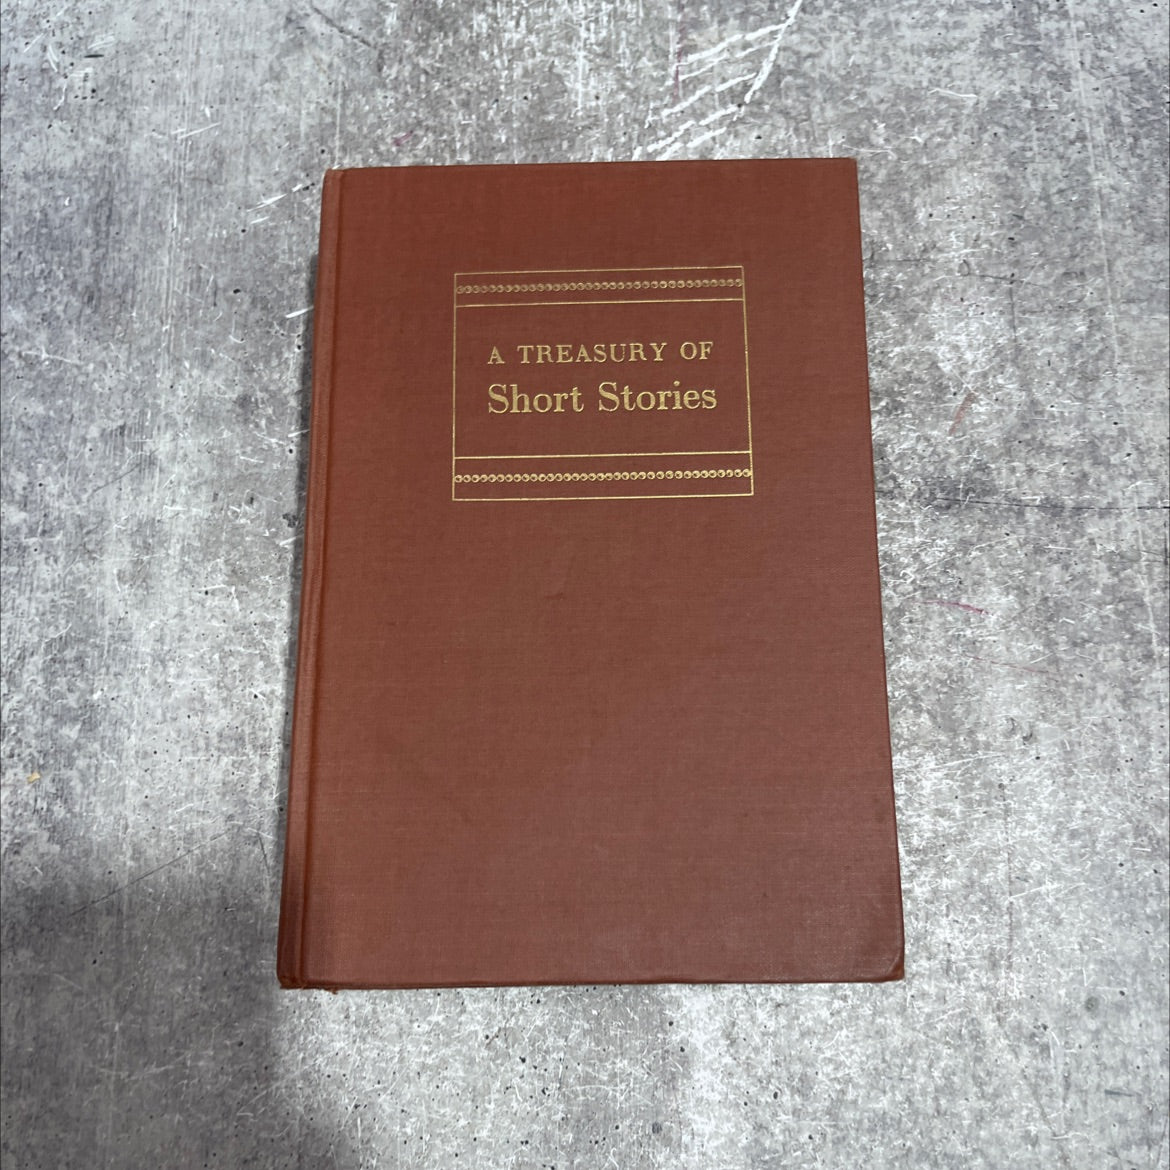 A TREASURY OF
Short Stories